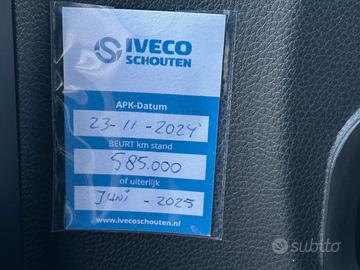 IVECO
SCHOUTEN
APK-Datum
23-11-2024
BEURT km stand
585.000
of uiterlijk
Juni - 2025
www.ivecoschouten.nl
subito